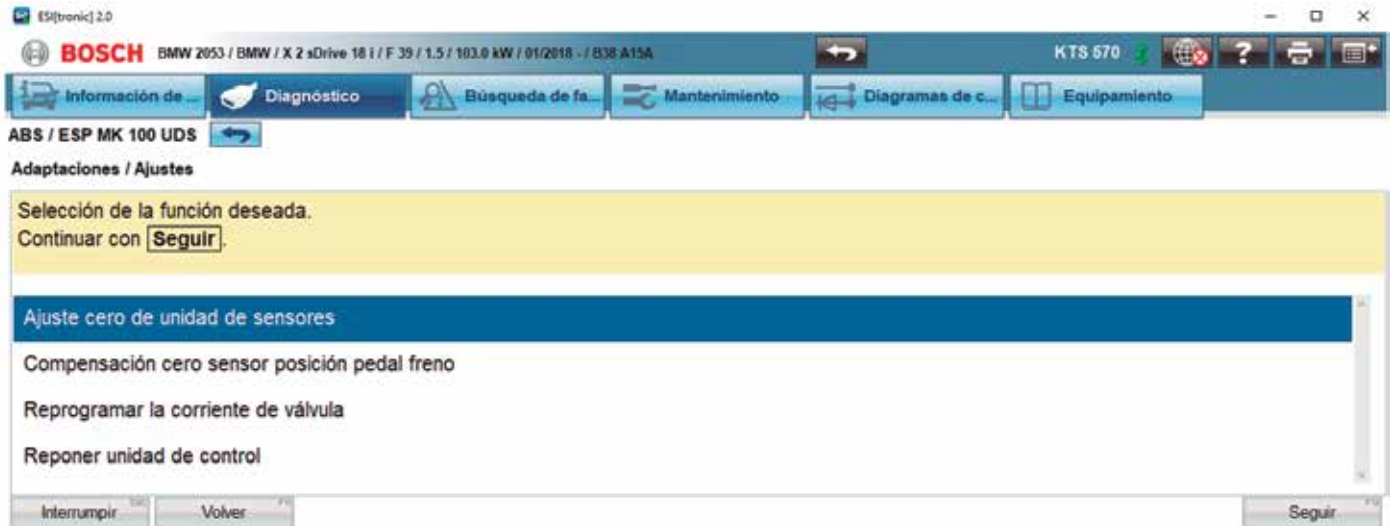 ESI[tronic] 2.0
BOSCH BMW 2053 / BMW / X 2 sDrive 18 i / F 39 / 1.5 / 103.0 kW / 01/2018 - / B38 A15A KTS 570 ?
Información de ... Diagnóstico Búsqueda de fa... Mantenimiento Diagramas de c... Equipamiento
ABS / ESP MK 100 UDS
Adaptaciones / Ajustes
Selección de la función deseada.
Continuar con Seguir.
Ajuste cero de unidad de sensores
Compensación cero sensor posición pedal freno
Reprogramar la corriente de válvula
Reponer unidad de control
Interrumpir Volver Seguir